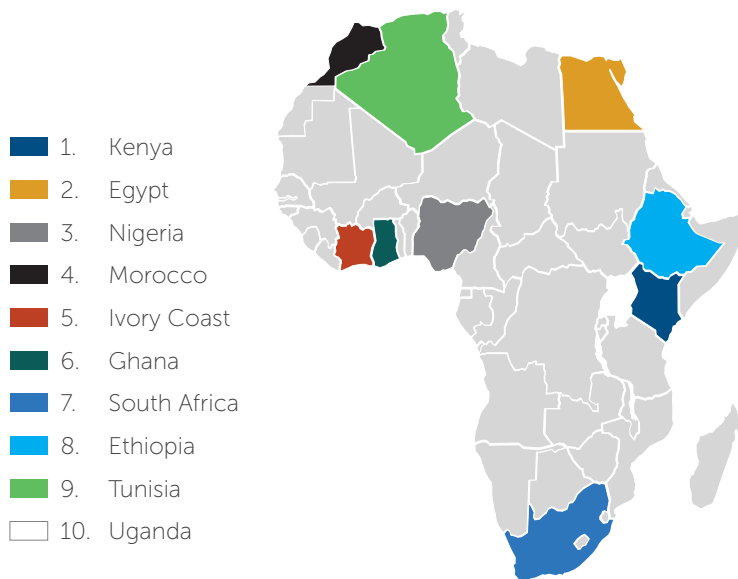 1. Kenya
2. Egypt
3. Nigeria
4. Morocco
5. Ivory Coast
6. Ghana
7. South Africa
8. Ethiopia
9. Tunisia
10. Uganda